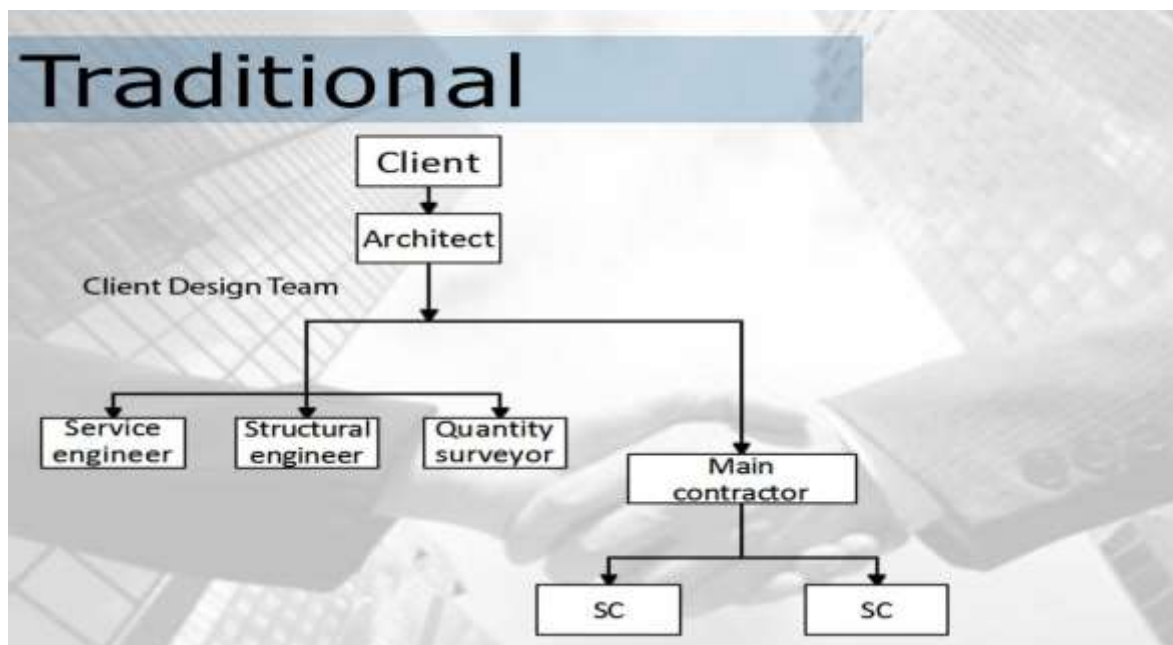 Traditional
Client
Architect
Client Design Team
Service
engineer
Structural
engineer
Quantity
surveyor
Main
contractor
SC
SC